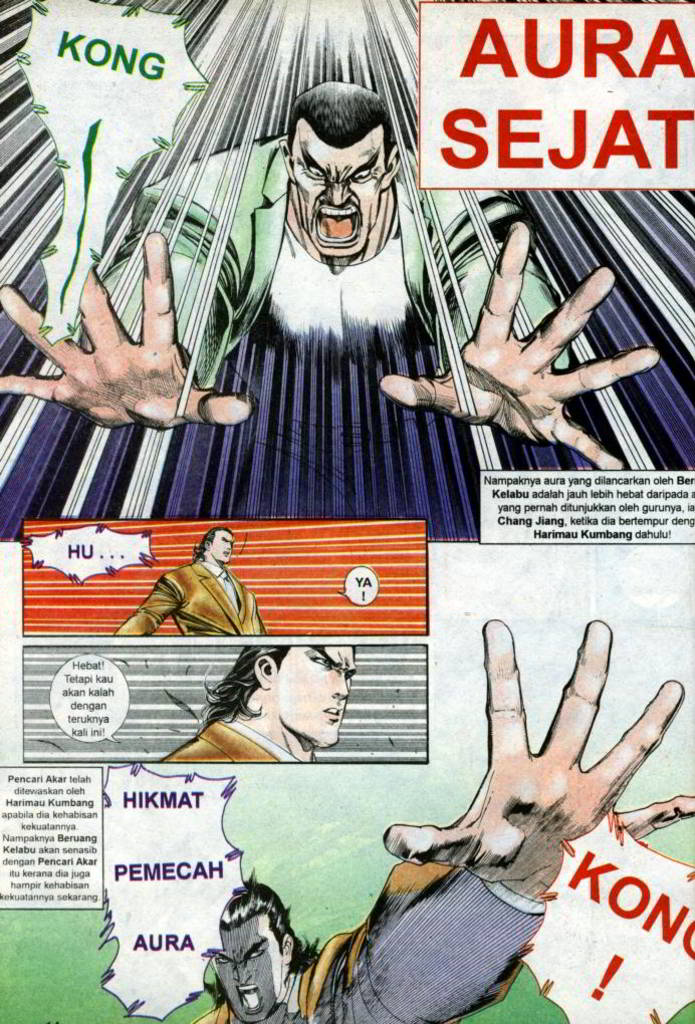 KONG
AURA
SEJAT
Nampaknya aura yang dilancarkan oleh Ber
Kelabu adalah jauh lebih hebat daripada a
yang pernah ditunjukkan oleh gurunya, ia
Chang Jiang, ketika dia bertempur deng
Harimau Kumbang dahulu!
HU . . .
YA
!
Hebat!
Tetapi kau
akan kalah
dengan
teruknya
kali ini!
Pencari Akar telah
ditewaskan oleh
Harimau Kumbang
apabila dia kehabisan
kekuatannya.
Nampaknya Beruang
Kelabu akan senasib
dengan Pencari Akar
itu kerana dia juga
hampir kehabisan
kekuatannya sekarang.
HIKMAT
PEMECAH
AURA
KONG
!